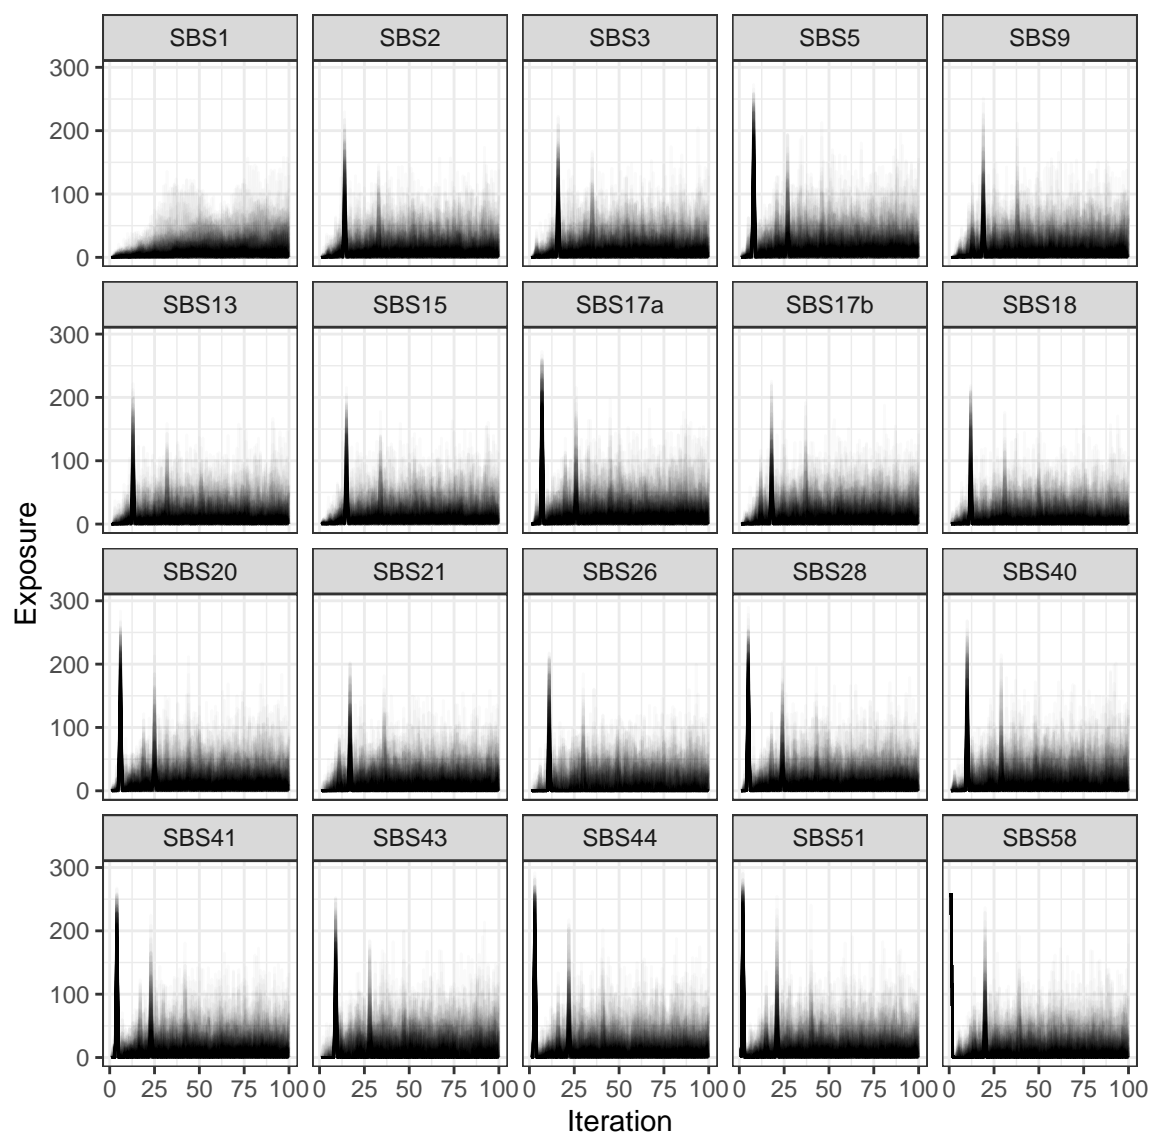 SBS1 SBS2 SBS3 SBS5 SBS9
300
200
100
0
SBS13 SBS15 SBS17a SBS17b SBS18
300
200
100
0
Exposure
SBS20 SBS21 SBS26 SBS28 SBS40
300
200
100
0
SBS41 SBS43 SBS44 SBS51 SBS58
300
200
100
0
0 25 50 75 100 0 25 50 75 100 0 25 50 75 100 0 25 50 75 100 0 25 50 75 100
Iteration